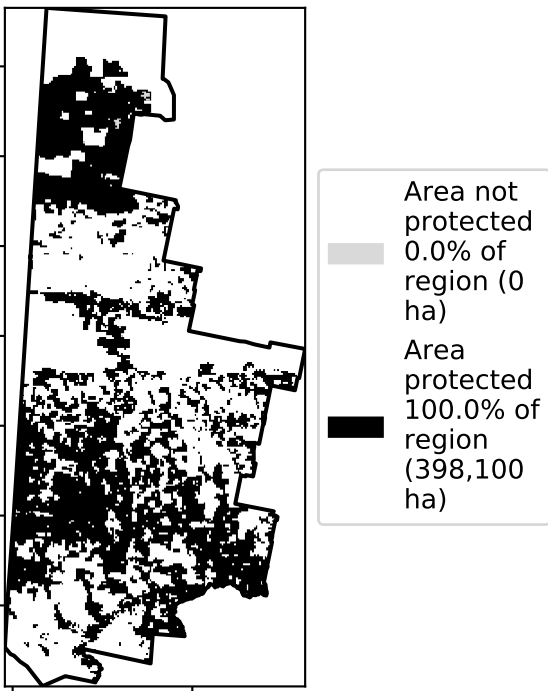 Area not
protected
0.0% of
region (0
ha)
Area
protected
100.0% of
region
(398,100
ha)